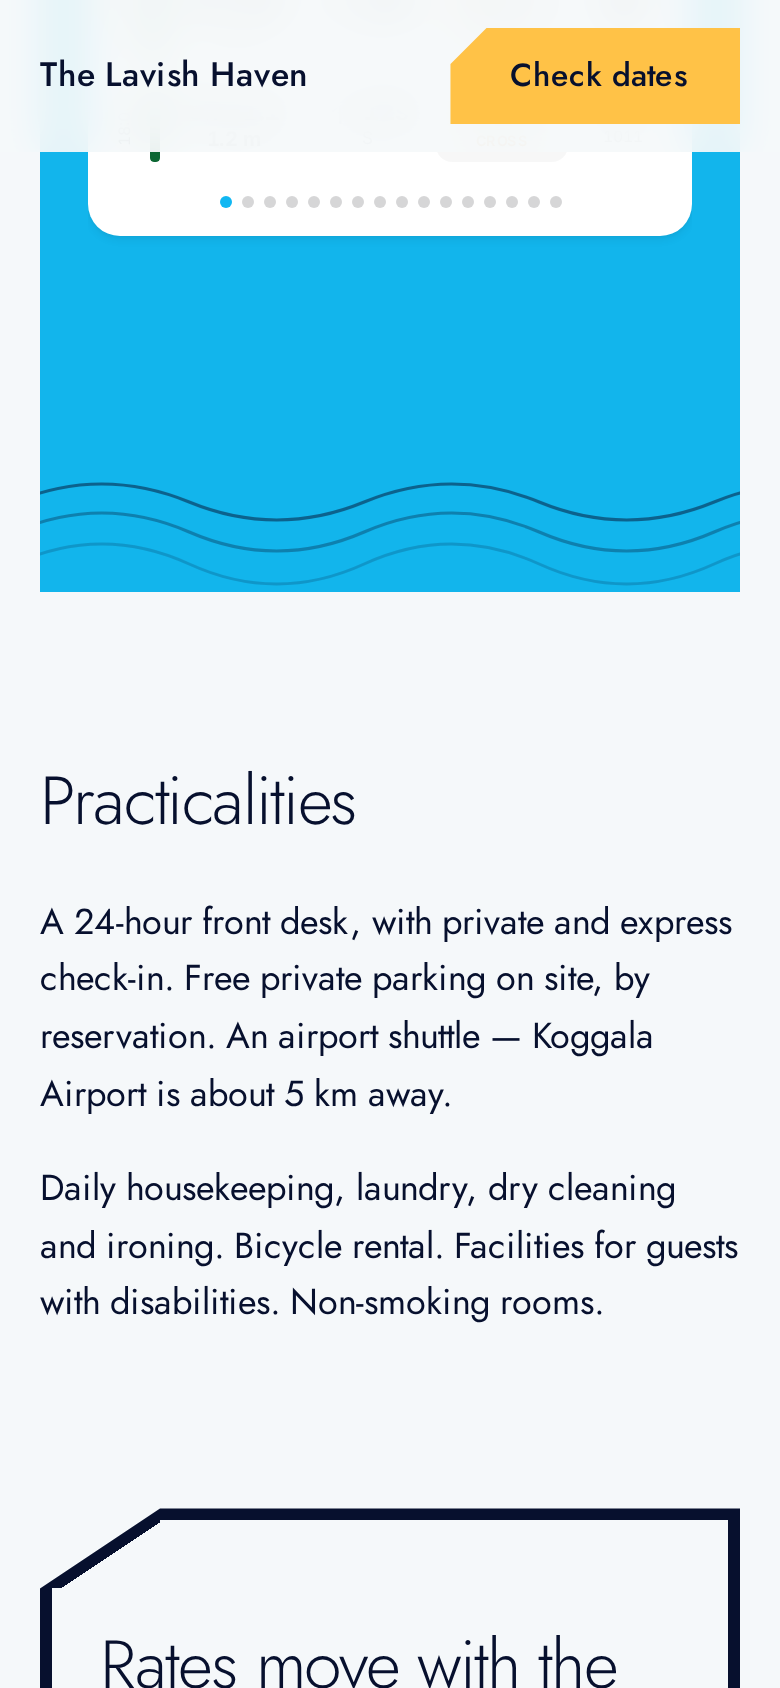 The Lavish Haven
Check dates
Practicalities
A 24-hour front desk, with private and express
check-in. Free private parking on site, by
reservation. An airport shuttle — Koggala
Airport is about 5 km away.
Daily housekeeping, laundry, dry cleaning
and ironing. Bicycle rental. Facilities for guests
with disabilities. Non-smoking rooms.
Rates move with the